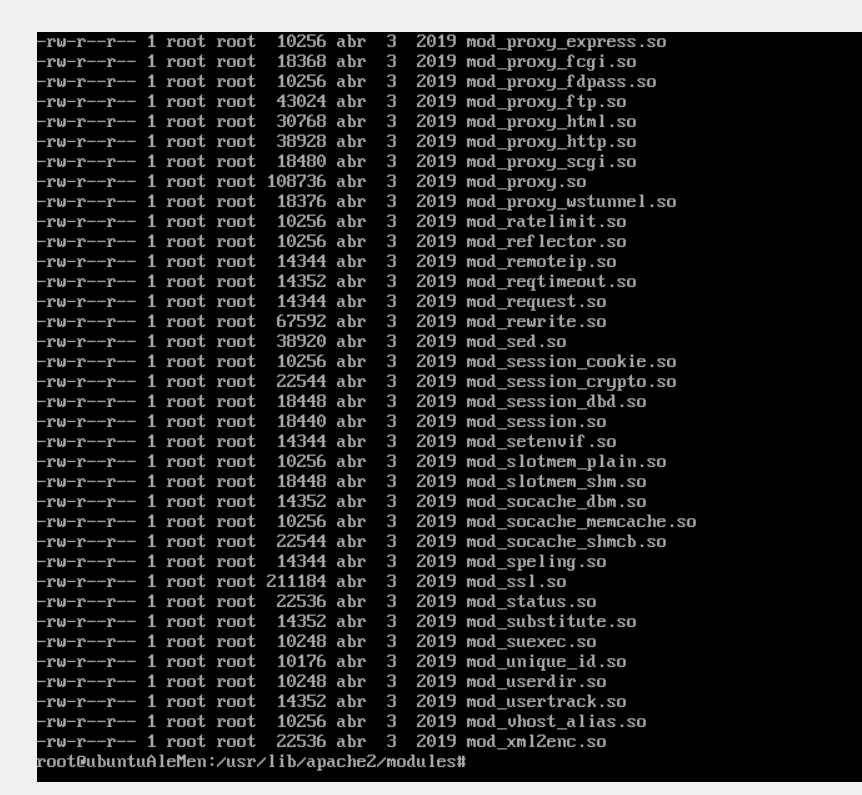 -rw-r--r-- 1 root root  10256 abr  3  2019 mod_proxy_express.so
-rw-r--r-- 1 root root  18368 abr  3  2019 mod_proxy_fcgi.so
-rw-r--r-- 1 root root  10256 abr  3  2019 mod_proxy_fdpass.so
-rw-r--r-- 1 root root  43024 abr  3  2019 mod_proxy_ftp.so
-rw-r--r-- 1 root root  30768 abr  3  2019 mod_proxy_html.so
-rw-r--r-- 1 root root  38928 abr  3  2019 mod_proxy_http.so
-rw-r--r-- 1 root root  18480 abr  3  2019 mod_proxy_scgi.so
-rw-r--r-- 1 root root 108736 abr  3  2019 mod_proxy.so
-rw-r--r-- 1 root root  18376 abr  3  2019 mod_proxy_wstunnel.so
-rw-r--r-- 1 root root  10256 abr  3  2019 mod_ratelimit.so
-rw-r--r-- 1 root root  10256 abr  3  2019 mod_reflector.so
-rw-r--r-- 1 root root  14344 abr  3  2019 mod_remoteip.so
-rw-r--r-- 1 root root  14352 abr  3  2019 mod_reqtimeout.so
-rw-r--r-- 1 root root  14344 abr  3  2019 mod_request.so
-rw-r--r-- 1 root root  67592 abr  3  2019 mod_rewrite.so
-rw-r--r-- 1 root root  38920 abr  3  2019 mod_sed.so
-rw-r--r-- 1 root root  10256 abr  3  2019 mod_session_cookie.so
-rw-r--r-- 1 root root  22544 abr  3  2019 mod_session_crypto.so
-rw-r--r-- 1 root root  18448 abr  3  2019 mod_session_dbd.so
-rw-r--r-- 1 root root  18440 abr  3  2019 mod_session.so
-rw-r--r-- 1 root root  14344 abr  3  2019 mod_setenvif.so
-rw-r--r-- 1 root root  10256 abr  3  2019 mod_slotmem_plain.so
-rw-r--r-- 1 root root  18448 abr  3  2019 mod_slotmem_shm.so
-rw-r--r-- 1 root root  14352 abr  3  2019 mod_socache_dbm.so
-rw-r--r-- 1 root root  10256 abr  3  2019 mod_socache_memcache.so
-rw-r--r-- 1 root root  22544 abr  3  2019 mod_socache_shmcb.so
-rw-r--r-- 1 root root  14344 abr  3  2019 mod_speling.so
-rw-r--r-- 1 root root 211184 abr  3  2019 mod_ssl.so
-rw-r--r-- 1 root root  22536 abr  3  2019 mod_status.so
-rw-r--r-- 1 root root  14352 abr  3  2019 mod_substitute.so
-rw-r--r-- 1 root root  10248 abr  3  2019 mod_suexec.so
-rw-r--r-- 1 root root  10176 abr  3  2019 mod_unique_id.so
-rw-r--r-- 1 root root  10248 abr  3  2019 mod_userdir.so
-rw-r--r-- 1 root root  14352 abr  3  2019 mod_usertrack.so
-rw-r--r-- 1 root root  10256 abr  3  2019 mod_vhost_alias.so
-rw-r--r-- 1 root root  22536 abr  3  2019 mod_xml2enc.so
root@ubuntuAleMen:/usr/lib/apache2/modules#